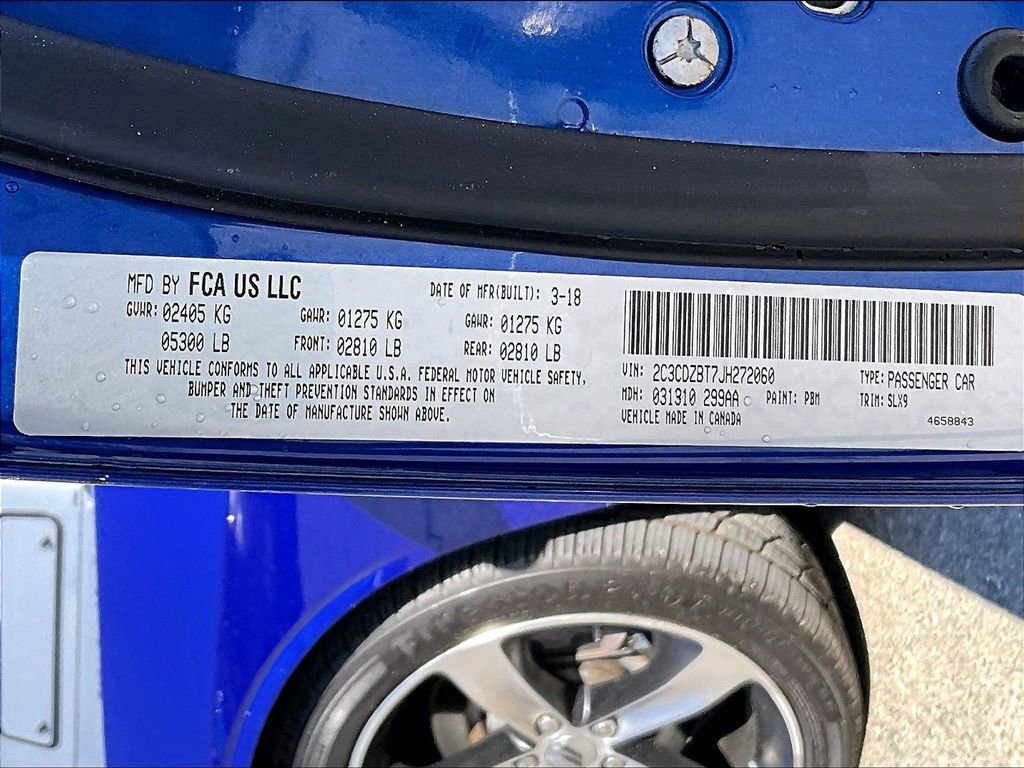 MFD BY FCA US LLC
DATE OF MFR(BUILT): 3-18
GVWR: 02405 KG
GAWR: 01275 KG
GAWR: 01275 KG
05300 LB
FRONT: 02810 LB
REAR: 02810 LB
THIS VEHICLE CONFORMS TO ALL APPLICABLE U.S.A. FEDERAL MOTOR VEHICLE SAFETY,
BUMPER AND THEFT PREVENTION STANDARDS IN EFFECT ON
THE DATE OF MANUFACTURE SHOWN ABOVE.
VIN: 2C3CDZBT7JH272060
TYPE: PASSENGER CAR
MDH: 031310 299AA
PAINT: PBM
TRIM: SLX9
VEHICLE MADE IN CANADA
4658843